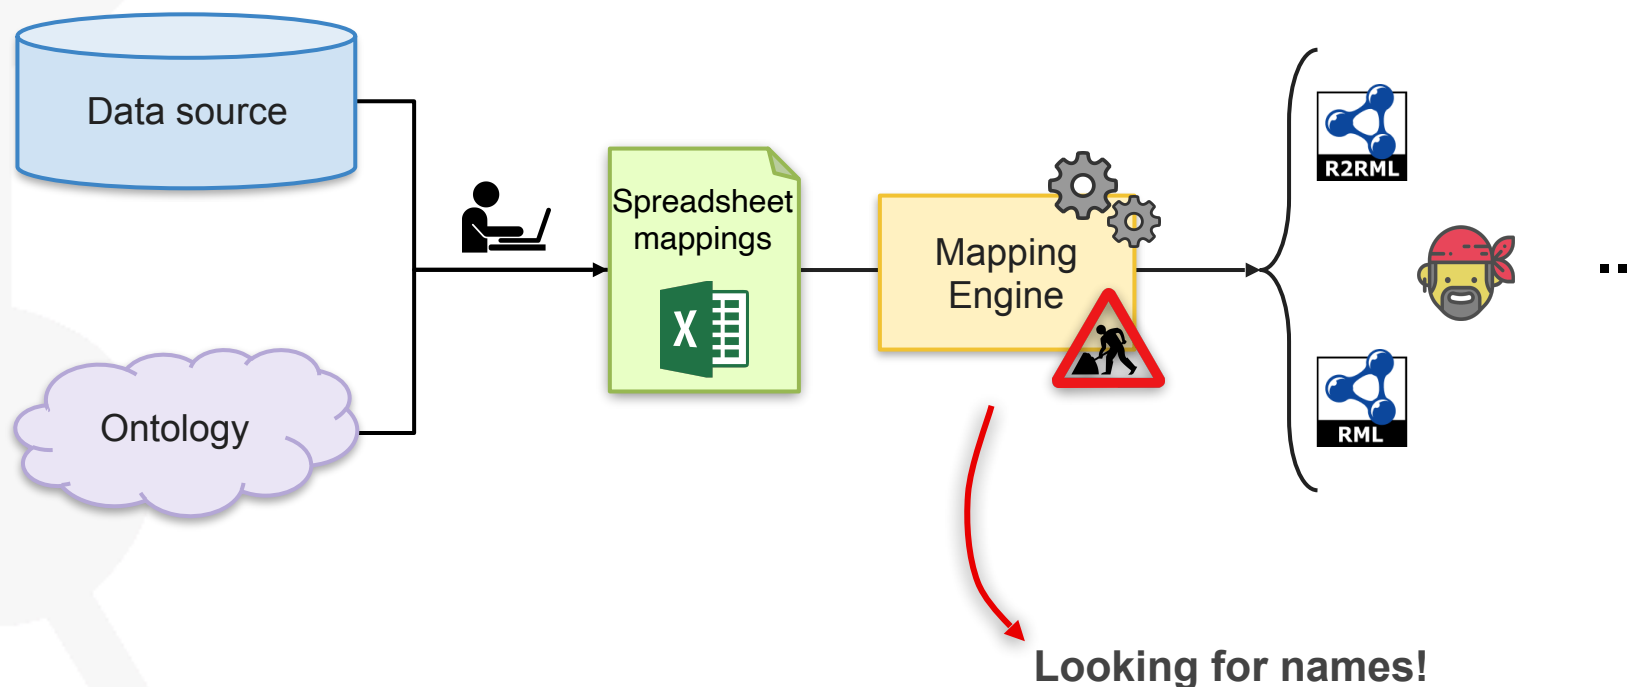 Data source
Spreadsheet
mappings
X
Mapping
Engine
Ontology
R2RML
RML
Looking for names!